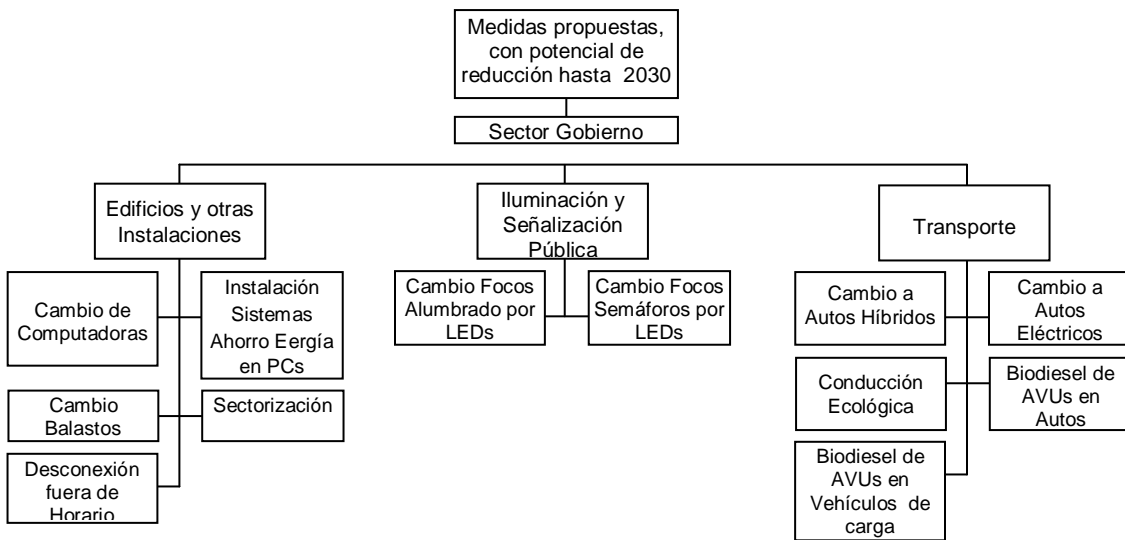 Medidas propuestas,
con potencial de
reducción hasta 2030
Sector Gobierno
Edificios y otras
Instalaciones
Iluminación y
Señalización
Pública
Transporte
Cambio de
Computadoras
Instalación
Sistemas
Ahorro Eergía
en PCs
Cambio Focos
Alumbrado por
LEDs
Cambio Focos
Semáforos por
LEDs
Cambio a
Autos Híbridos
Cambio a
Autos
Eléctricos
Cambio
Balastos
Sectorización
Conducción
Ecológica
Biodiesel de
AVUs en
Autos
Desconexión
fuera de
Horario
Biodiesel de
AVUs en
Vehículos de
carga